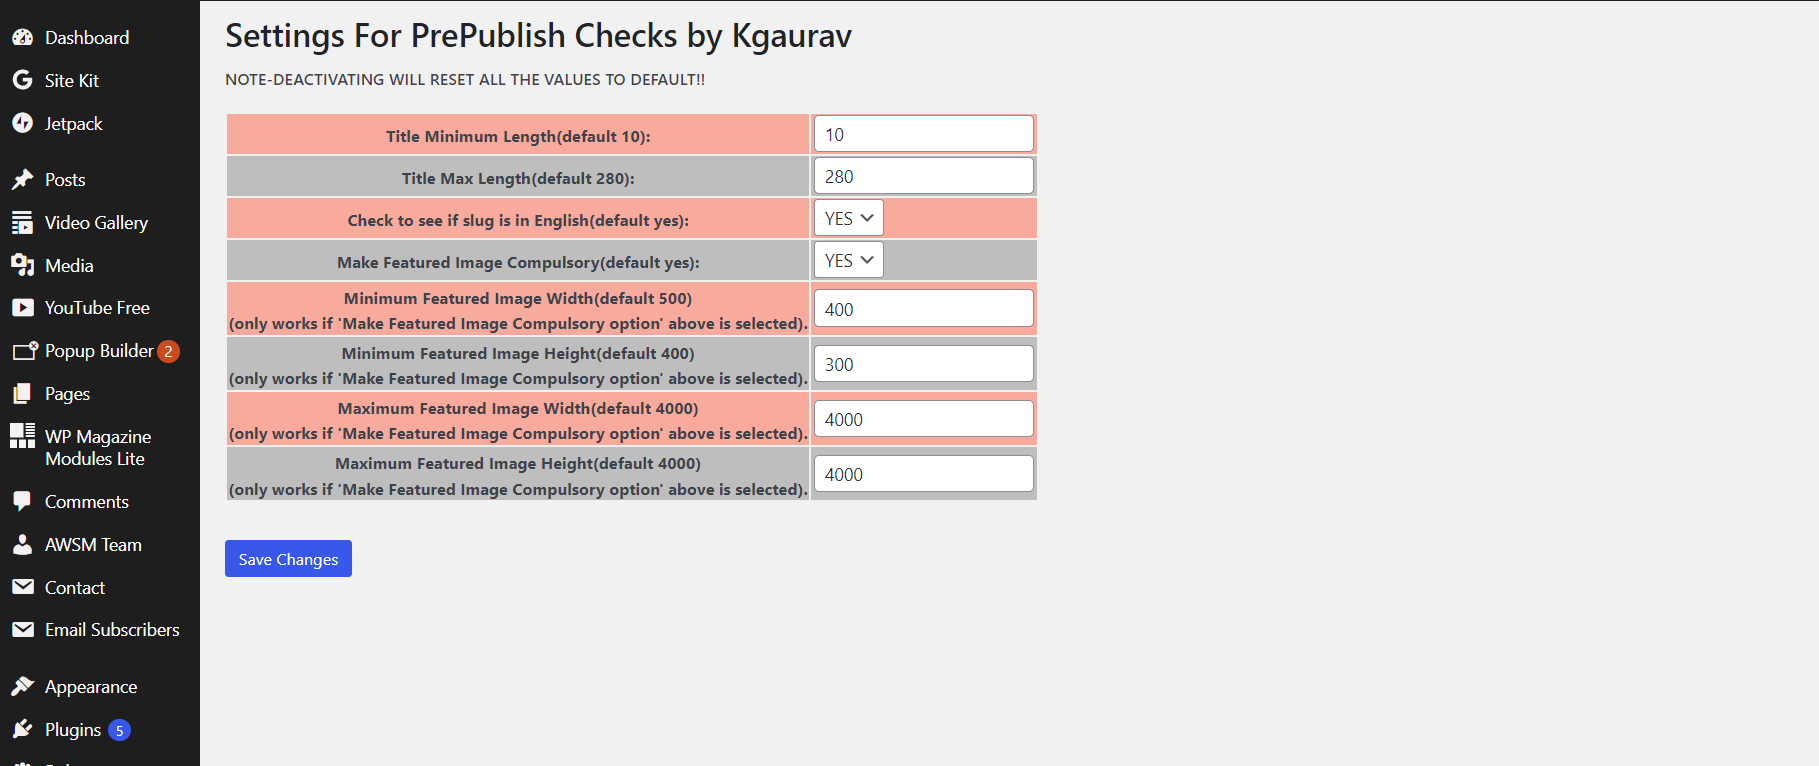 Dashboard
Site Kit
Jetpack
Posts
Video Gallery
Media
YouTube Free
Popup Builder 2
Pages
WP Magazine
Modules Lite
Comments
AWSM Team
Contact
Email Subscribers
Appearance
Plugins 5
Settings For PrePublish Checks by Kgaurav
NOTE-DEACTIVATING WILL RESET ALL THE VALUES TO DEFAULT!!
Title Minimum Length(default 10): 10
Title Max Length(default 280): 280
Check to see if slug is in English(default yes): YES
Make Featured Image Compulsory(default yes): YES
Minimum Featured Image Width(default 500)
(only works if 'Make Featured Image Compulsory option' above is selected). 400
Minimum Featured Image Height(default 400)
(only works if 'Make Featured Image Compulsory option' above is selected). 300
Maximum Featured Image Width(default 4000)
(only works if 'Make Featured Image Compulsory option' above is selected). 4000
Maximum Featured Image Height(default 4000)
(only works if 'Make Featured Image Compulsory option' above is selected). 4000
Save Changes